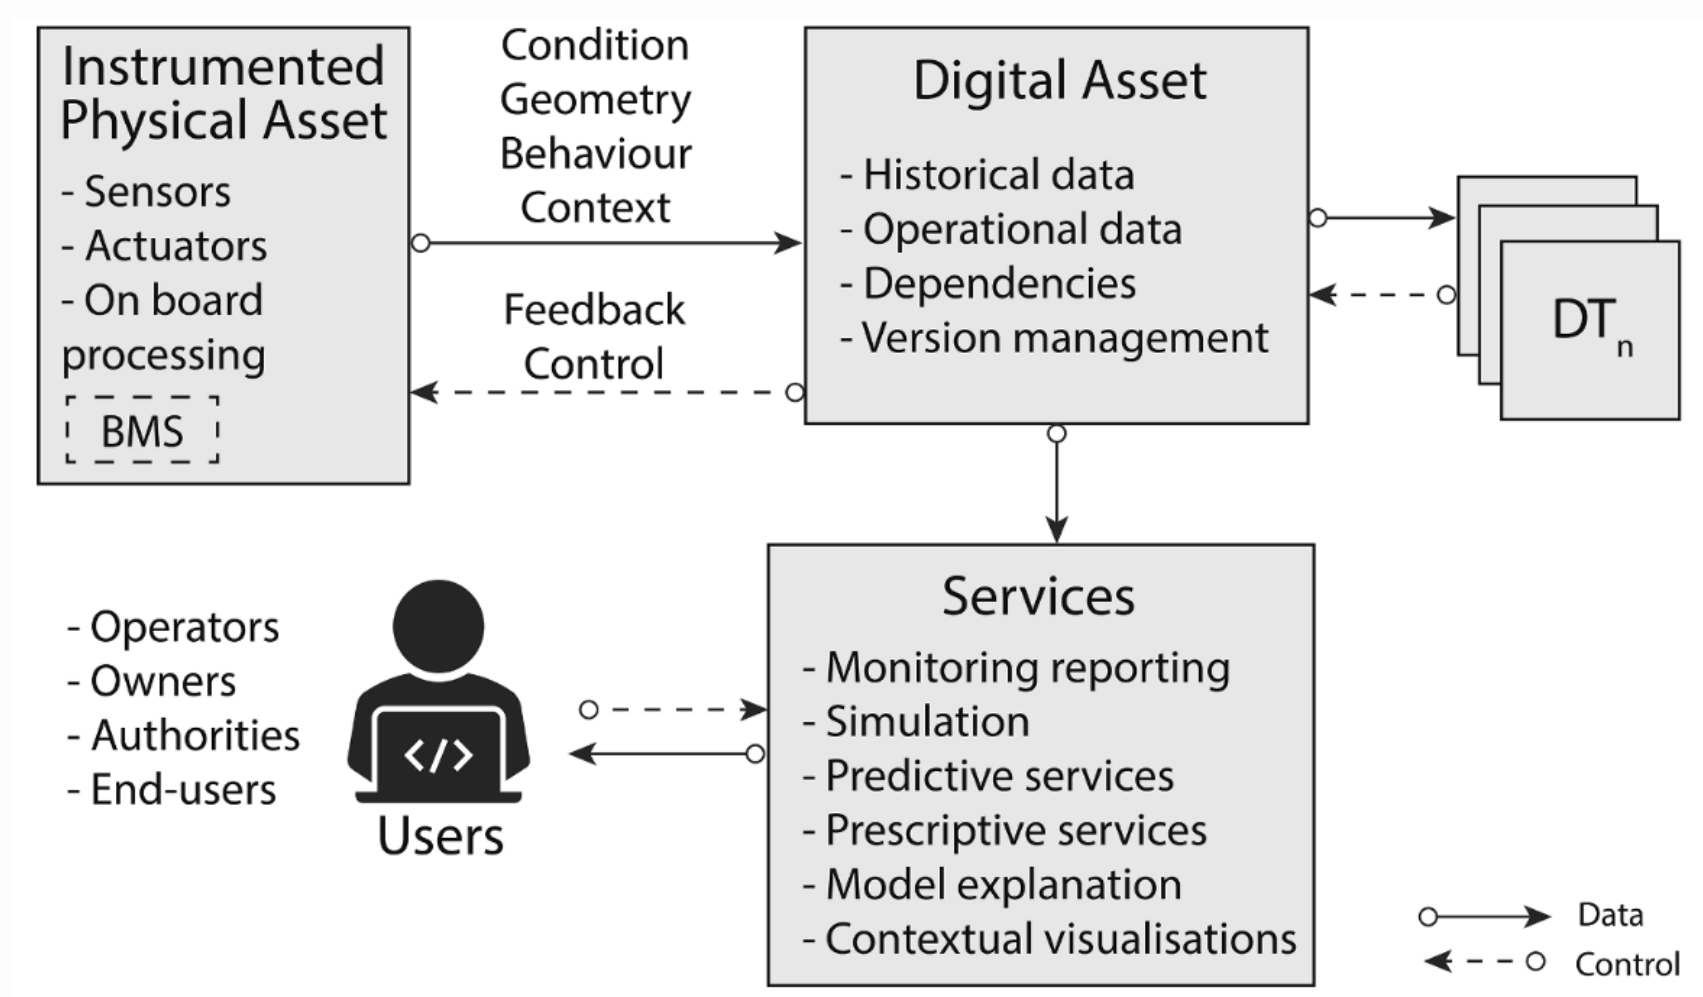 Instrumented
Physical Asset
- Sensors
- Actuators
- On board
processing
BMS
Condition
Geometry
Behaviour
Context
Feedback
Control
Digital Asset
- Historical data
- Operational data
- Dependencies
- Version management
DTn
- Operators
- Owners
- Authorities
- End-users
</>
Users
Services
- Monitoring reporting
- Simulation
- Predictive services
- Prescriptive services
- Model explanation
- Contextual visualisations
Data
Control